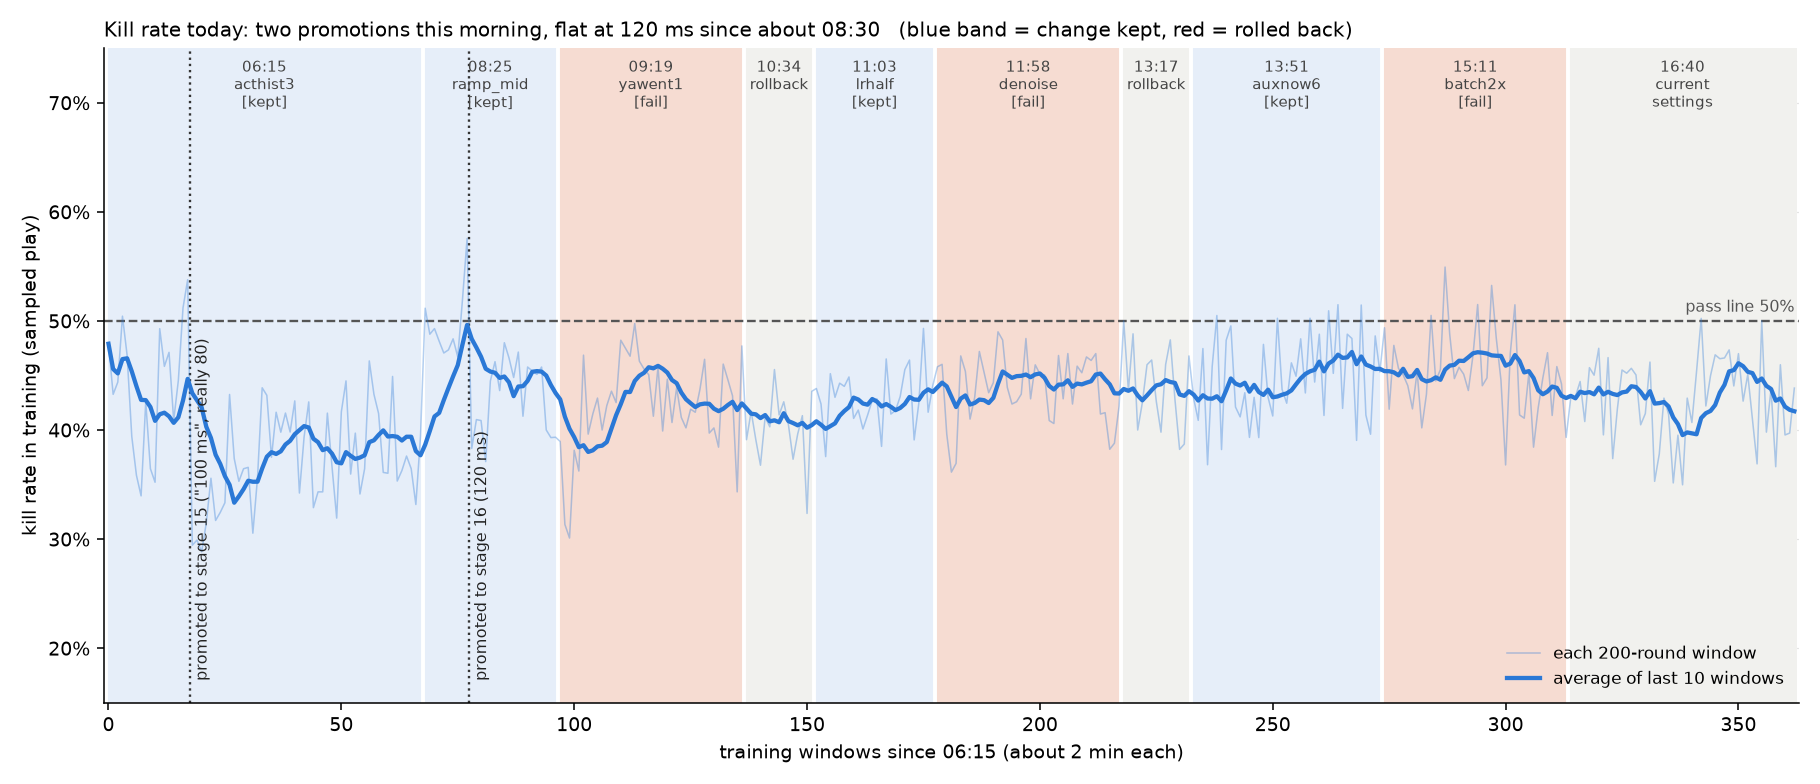 Kill rate today: two promotions this morning, flat at 120 ms since about 08:30   (blue band = change kept, red = rolled back)
06:15
acthist3
[kept]
08:25
ramp_mid
[kept]
09:19
yawent1
[fail]
10:34
rollback
11:03
lrhalf
[kept]
11:58
denoise
[fail]
13:17
rollback
13:51
auxnow6
[kept]
15:11
batch2x
[fail]
16:40
current
settings
pass line 50%
promoted to stage 15 ("100 ms", really 80)
promoted to stage 16 (120 ms)
kill rate in training (sampled play)
70%
60%
50%
40%
30%
20%
each 200-round window
average of last 10 windows
0 50 100 150 200 250 300 350
training windows since 06:15 (about 2 min each)